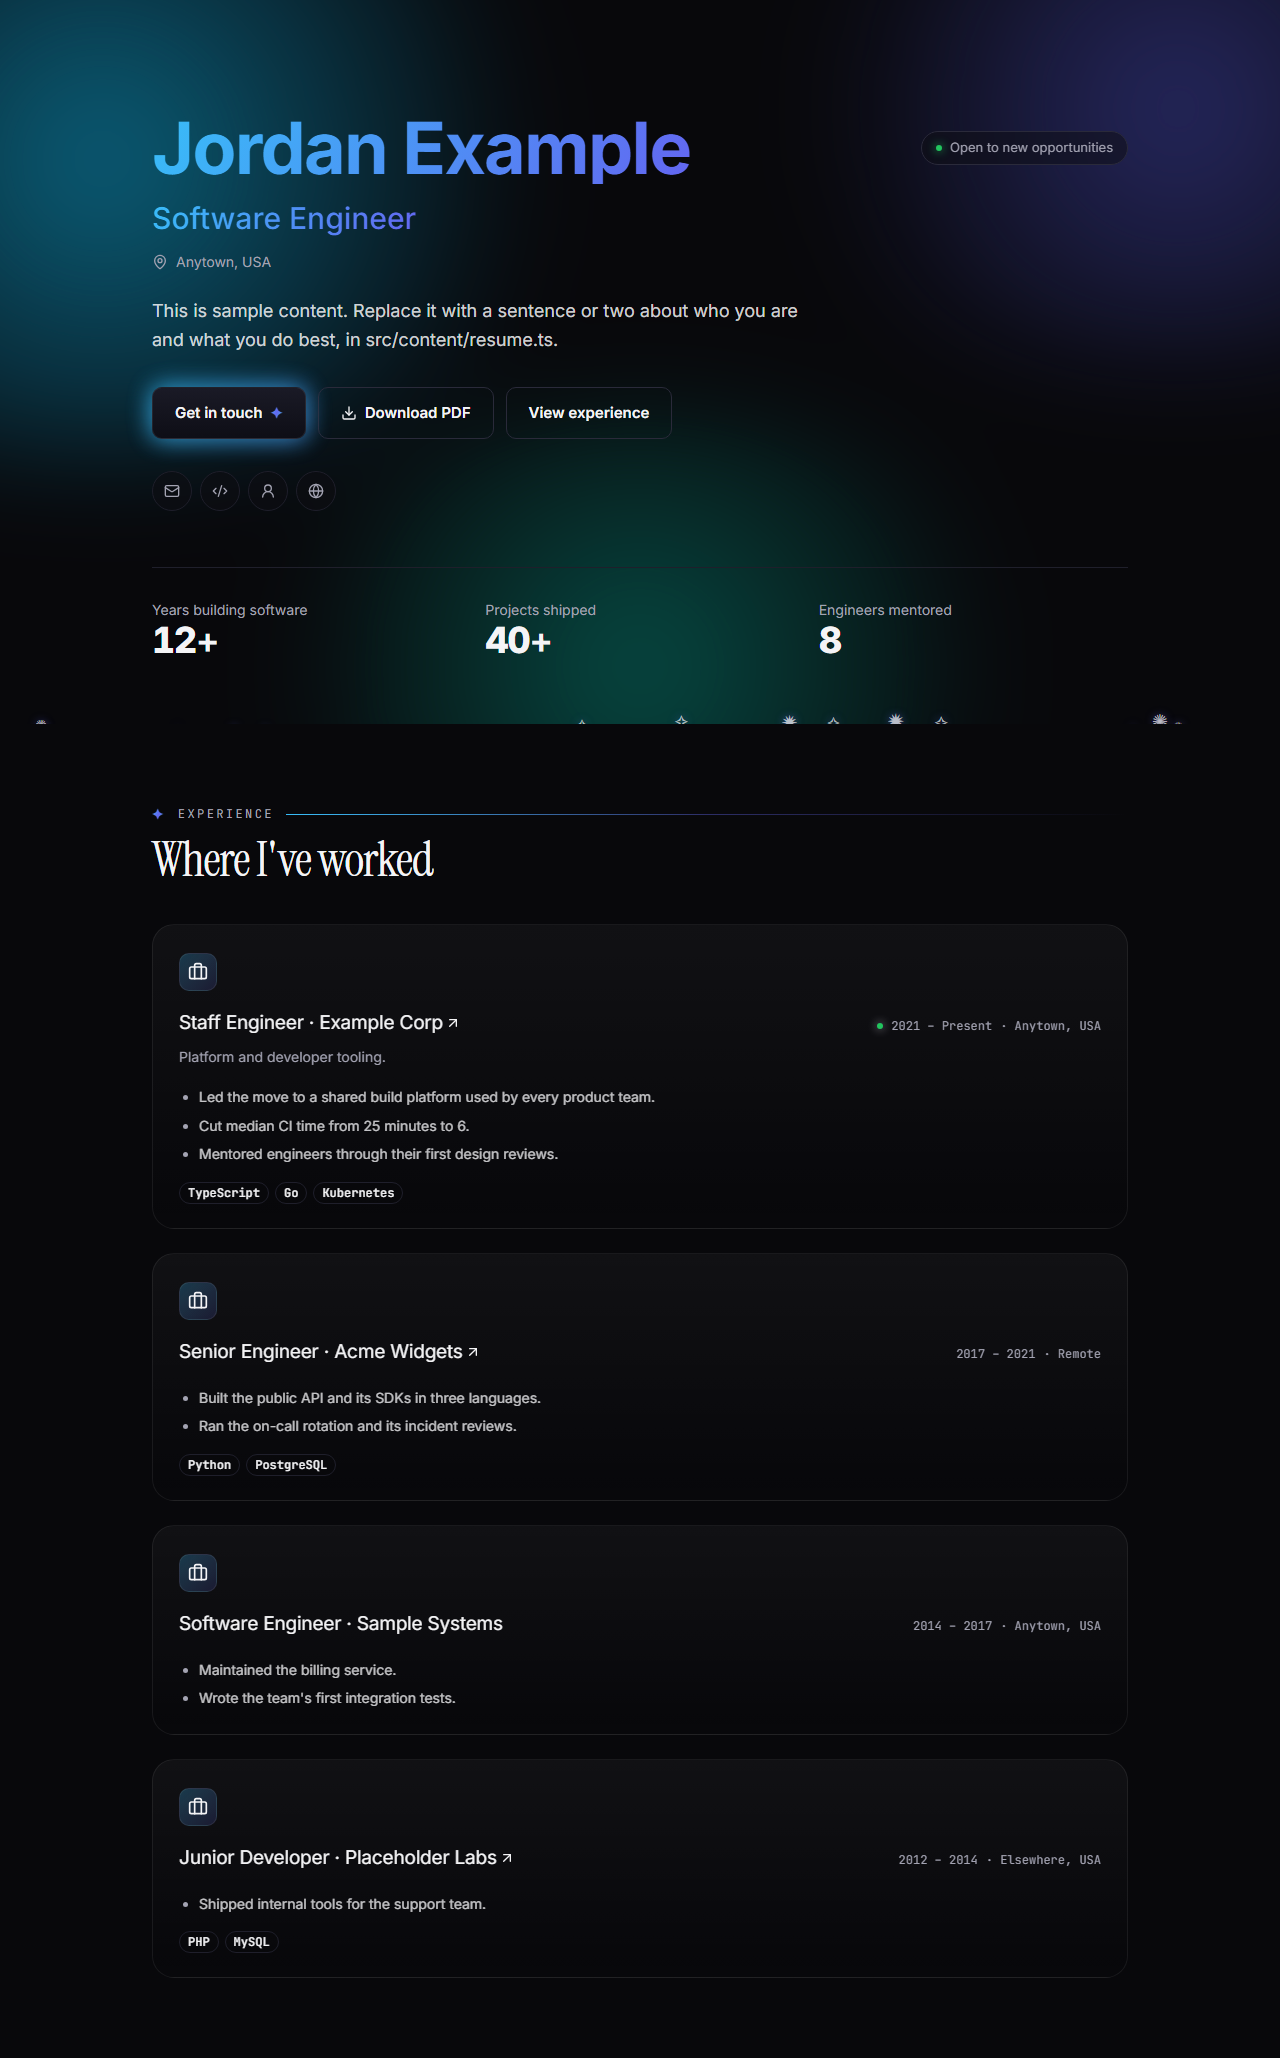 Jordan Example
Open to new opportunities
Software Engineer
Anytown, USA
This is sample content. Replace it with a sentence or two about who you are
and what you do best, in src/content/resume.ts.
Get in touch
Download PDF
View experience
Years building software
Projects shipped
Engineers mentored
12+
40+
8
EXPERIENCE
Where I've worked
Staff Engineer · Example Corp
2021 – Present · Anytown, USA
Platform and developer tooling.
Led the move to a shared build platform used by every product team.
Cut median CI time from 25 minutes to 6.
Mentored engineers through their first design reviews.
TypeScript
Go
Kubernetes
Senior Engineer · Acme Widgets
2017 – 2021 · Remote
Built the public API and its SDKs in three languages.
Ran the on-call rotation and its incident reviews.
Python
PostgreSQL
Software Engineer · Sample Systems
2014 – 2017 · Anytown, USA
Maintained the billing service.
Wrote the team's first integration tests.
Junior Developer · Placeholder Labs
2012 – 2014 · Elsewhere, USA
Shipped internal tools for the support team.
PHP
MySQL